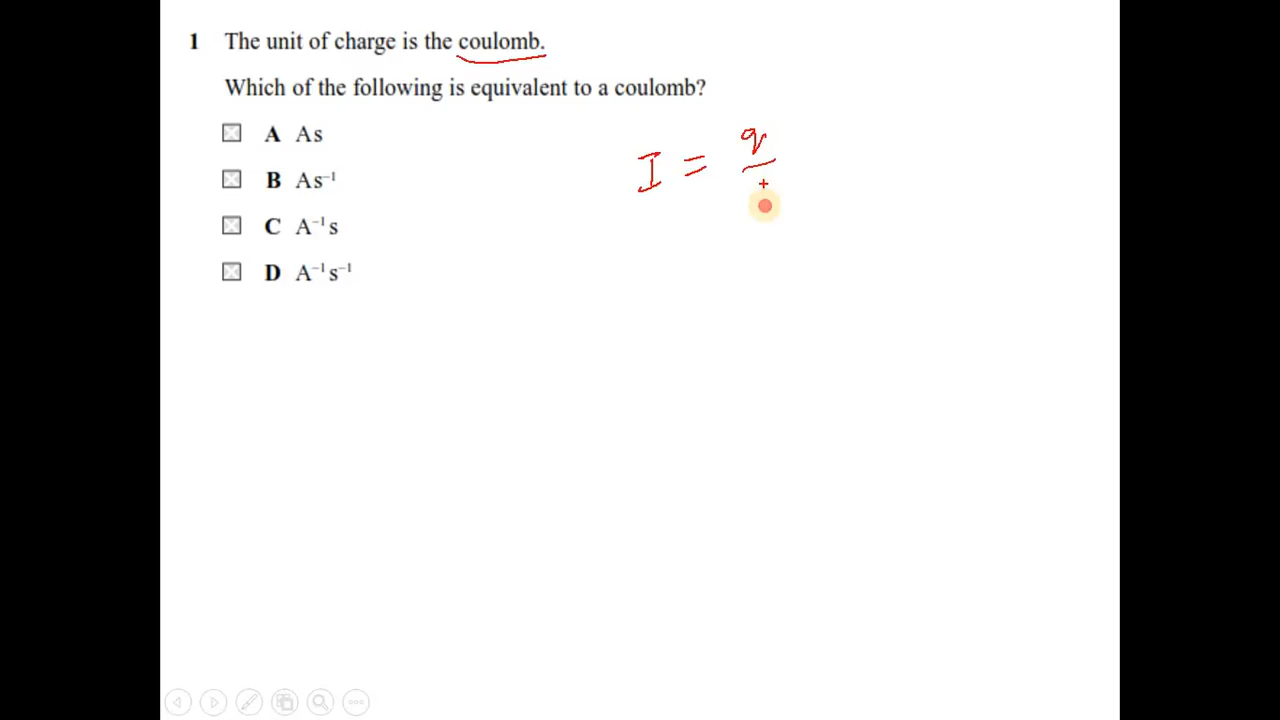 1 The unit of charge is the coulomb.
Which of the following is equivalent to a coulomb?
A As
B As⁻¹
C A⁻¹s
D A⁻¹s⁻¹
I = q/t